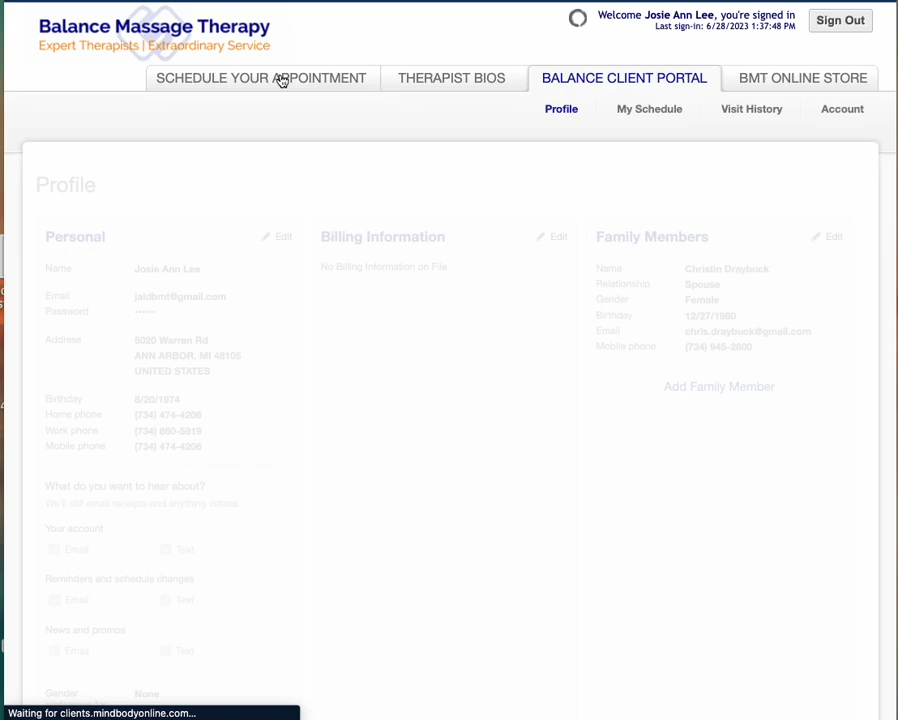 Balance Massage Therapy
Expert Therapists | Extraordinary Service
Welcome Josie Ann Lee, you're signed in
Last sign-in: 6/28/2023 1:37:48 PM
Sign Out
SCHEDULE YOUR APPOINTMENT
THERAPIST BIOS
BALANCE CLIENT PORTAL
BMT ONLINE STORE
Profile
My Schedule
Visit History
Account
Profile
Personal
Edit
Name Josie Ann Lee
Email jaldbmt@gmail.com
Password ······
Address 5020 Warren Rd
ANN ARBOR, MI 48105
UNITED STATES
Birthday 8/20/1974
Home phone (734) 474-4206
Work phone (734) 660-5919
Mobile phone (734) 474-4206
What do you want to hear about?
We'll still email receipts and anything critical.
Your account
Email Text
Reminders and schedule changes
Email Text
News and promos
Email Text
Gender None
Billing Information
Edit
No Billing Information on File
Family Members
Edit
Name Christin Draybuck
Relationship Spouse
Gender Female
Birthday 12/27/1980
Email chris.draybuck@gmail.com
Mobile phone (734) 945-2800
Add Family Member
Waiting for clients.mindbodyonline.com...